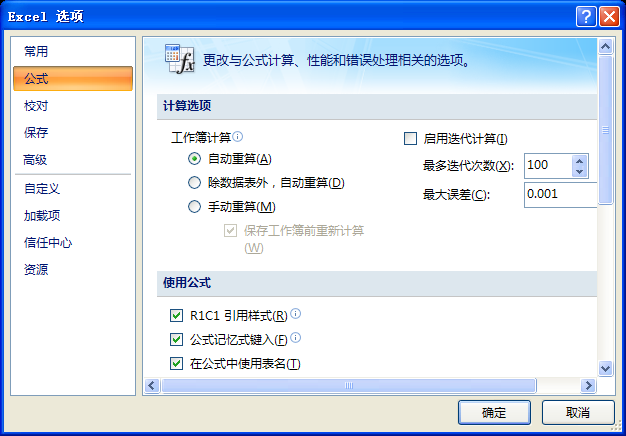 Excel 选项
常用
公式
校对
保存
高级
自定义
加载项
信任中心
资源
更改与公式计算、性能和错误处理相关的选项。
计算选项
工作簿计算
自动重算(A)
除数据表外，自动重算(D)
手动重算(M)
保存工作簿前重新计算
(W)
启用迭代计算(I)
最多迭代次数(X): 100
最大误差(C): 0.001
使用公式
R1C1 引用样式(R)
公式记忆式键入(F)
在公式中使用表名(T)
确定
取消